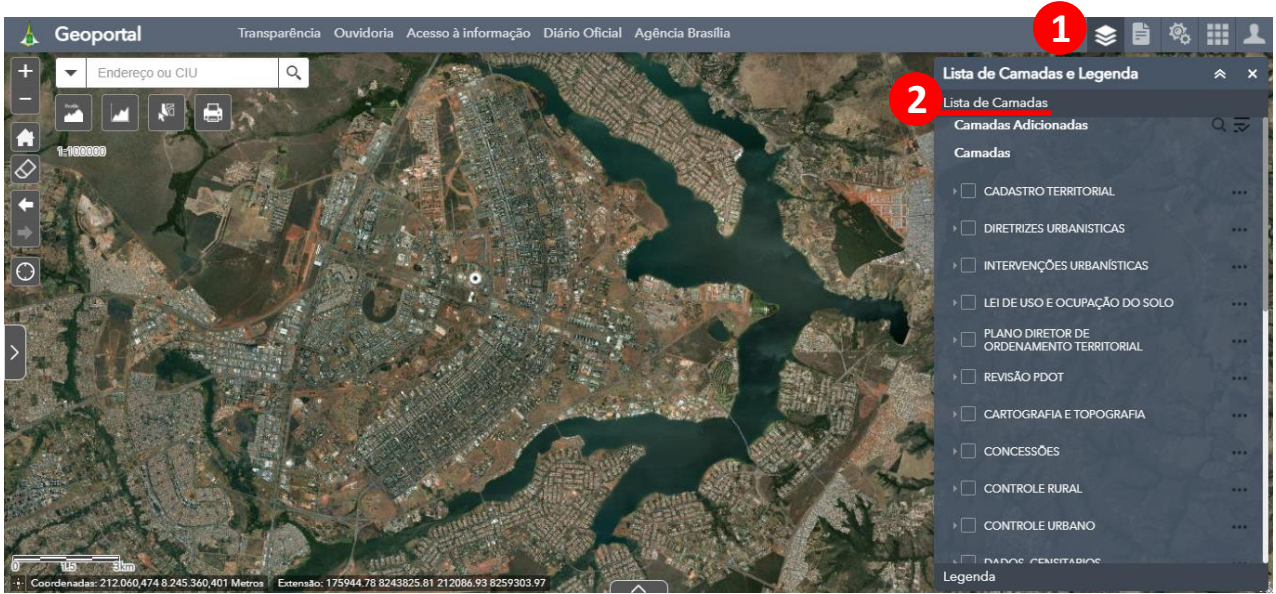 1
Geoportal
Transparência Ouvidoria Acesso à informação Diário Oficial Agência Brasília
+
Endereço ou CIU
−
Profile
1:100000
Lista de Camadas e Legenda
2
Lista de Camadas
Camadas Adicionadas
Camadas
CADASTRO TERRITORIAL
DIRETRIZES URBANISTICAS
INTERVENÇÕES URBANÍSTICAS
LEI DE USO E OCUPAÇÃO DO SOLO
PLANO DIRETOR DE
ORDENAMENTO TERRITORIAL
REVISÃO PDOT
CARTOGRAFIA E TOPOGRAFIA
CONCESSÕES
CONTROLE RURAL
CONTROLE URBANO
DADOS CENSITARIOS
Legenda
0 1.5 3km
Coordenadas: 212.060,474 8.245.360,401 Metros Extensão: 175944.78 8243825.81 212086.93 8259303.97